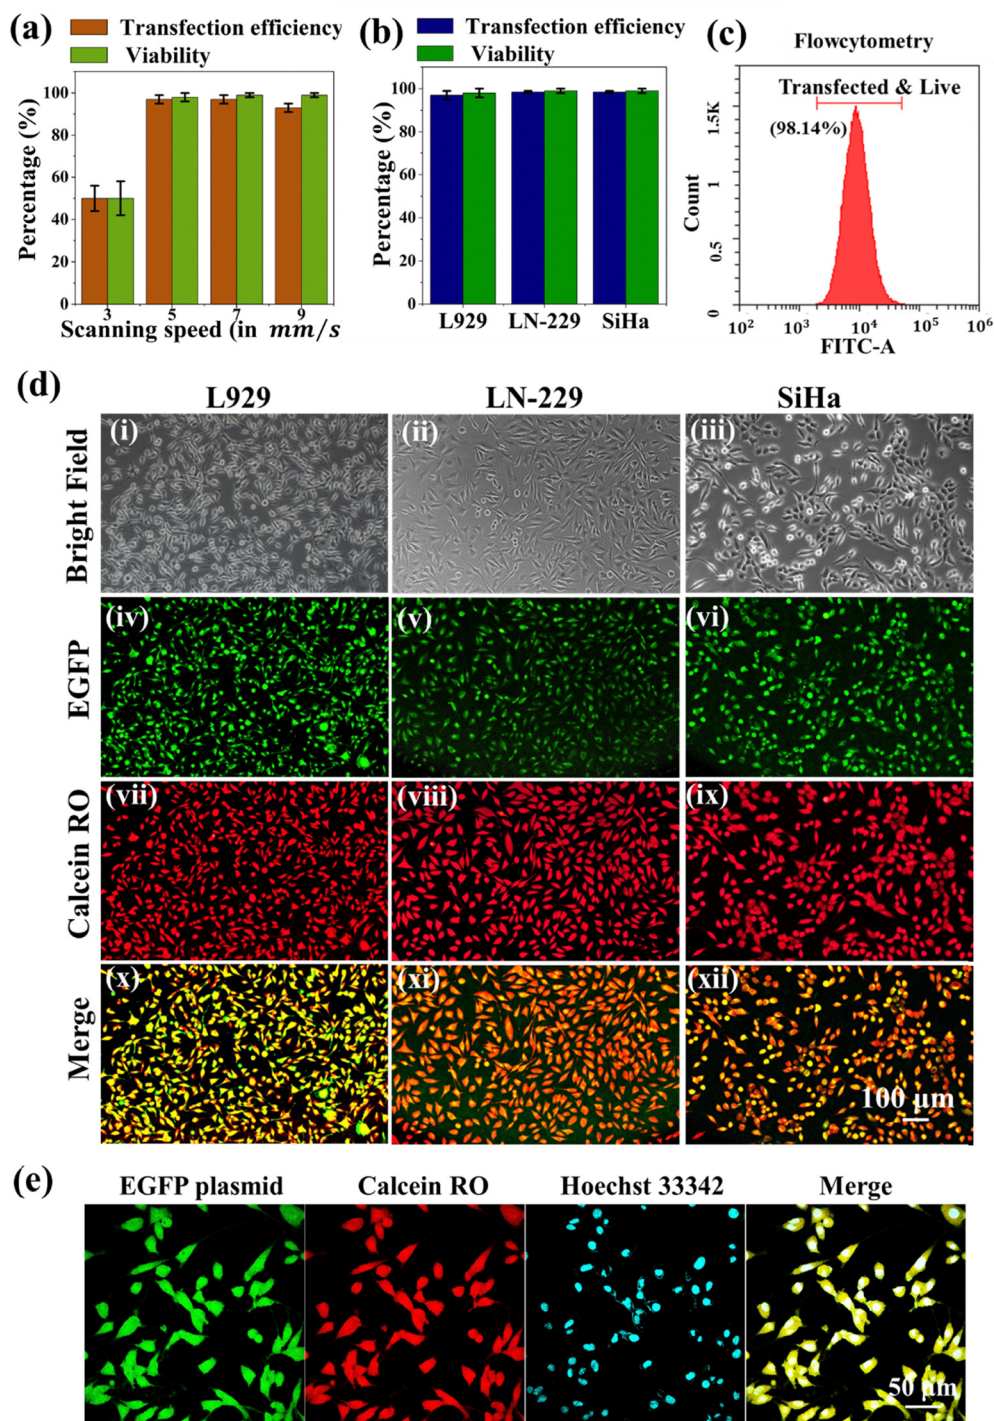 (a)
Transfection efficiency
Viability
Percentage (%)
100
80
60
40
20
0
3
5
7
9
Scanning speed (in mm/s
(b)
Transfection efficiency
Viability
Percentage (%)
100
80
60
40
20
0
L929
LN-229
SiHa
(c)
Flowcytometry
Transfected & Live
(98.14%)
Count
1.5K
1
0.5
0
10²
10³
10⁴
10⁵
10⁶
FITC-A
(d)
L929
LN-229
SiHa
Bright Field
(i)
(ii)
(iii)
EGFP
(iv)
(v)
(vi)
Calcein RO
(vii)
(viii)
(ix)
Merge
(x)
(xi)
(xii)
100 µm
(e)
EGFP plasmid
Calcein RO
Hoechst 33342
Merge
50 µm